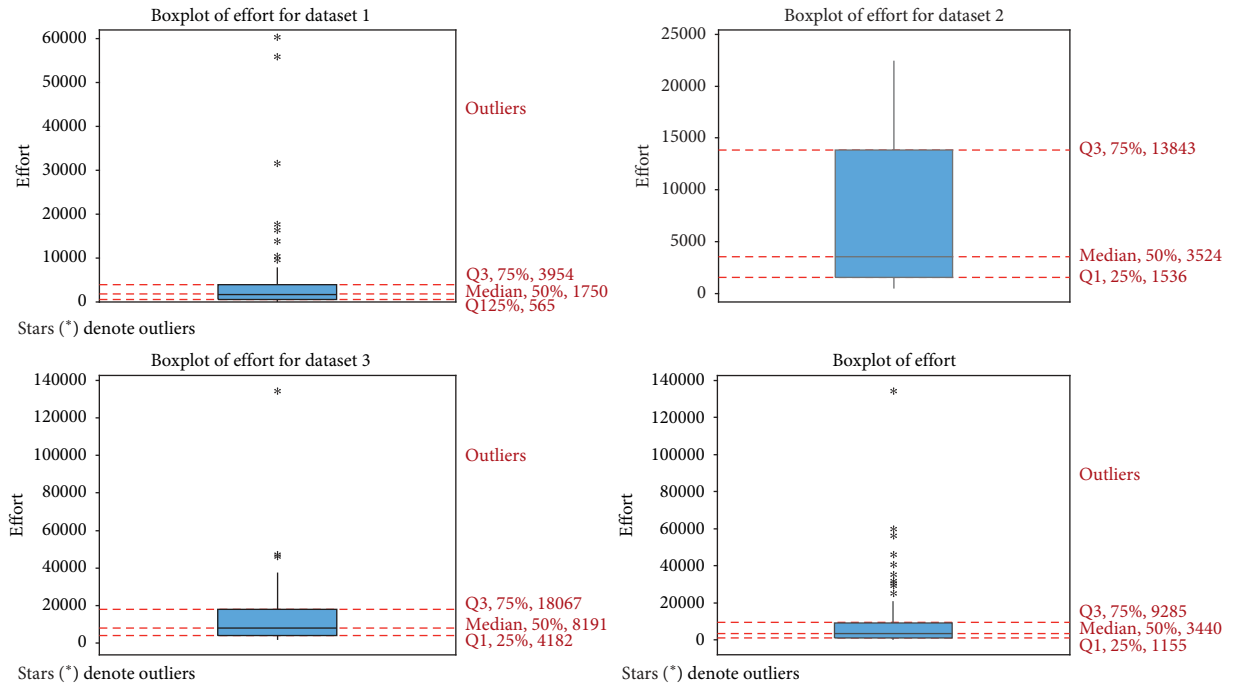 Boxplot of effort for dataset 1
60000
50000
40000
30000
20000
10000
0
Effort
Outliers
Q3, 75%, 3954
Median, 50%, 1750
Q125%, 565
Stars (*) denote outliers
Boxplot of effort for dataset 2
25000
20000
15000
10000
5000
0
Effort
Q3, 75%, 13843
Median, 50%, 3524
Q1, 25%, 1536
Boxplot of effort for dataset 3
140000
120000
100000
80000
60000
40000
20000
0
Effort
Outliers
Q3, 75%, 18067
Median, 50%, 8191
Q1, 25%, 4182
Stars (*) denote outliers
Boxplot of effort
140000
120000
100000
80000
60000
40000
20000
0
Effort
Outliers
Q3, 75%, 9285
Median, 50%, 3440
Q1, 25%, 1155
Stars (*) denote outliers